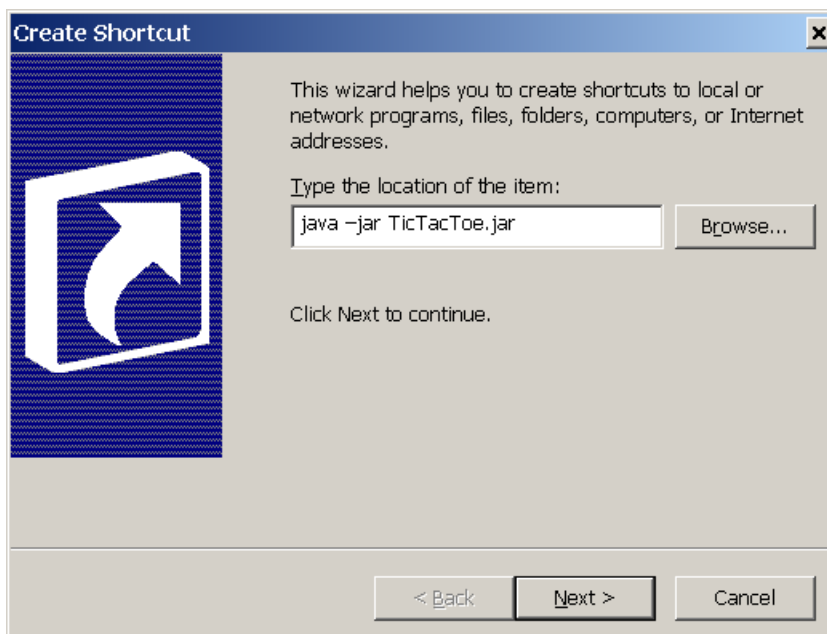 Create Shortcut
This wizard helps you to create shortcuts to local or
network programs, files, folders, computers, or Internet
addresses.
Type the location of the item:
java –jar TicTacToe.jar
Browse...
Click Next to continue.
< Back
Next >
Cancel